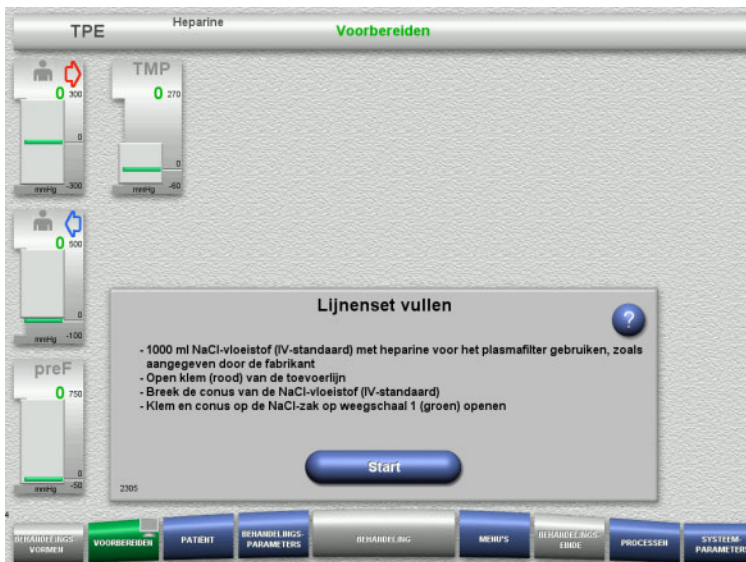 TPE
Heparine
Voorbereiden
0
300
0
-300
mmHg
TMP
0
270
0
-60
mmHg
0
500
0
-100
mmHg
preF
0
750
0
-50
mmHg
Lijnenset vullen
?
- 1000 ml NaCl-vloeistof (IV-standaard) met heparine voor het plasmafilter gebruiken, zoals
aangegeven door de fabrikant
- Open klem (rood) van de toevoerlijn
- Breek de conus van de NaCl-vloeistof (IV-standaard)
- Klem en conus op de NaCl-zak op weegschaal 1 (groen) openen
Start
2305
4
BEHANDELINGS-
VORMEN
VOORBEREIDEN
PATIËNT
BEHANDELINGS-
PARAMETERS
BEHANDELING
MENU'S
BEHANDELINGS-
EINDE
PROCESSEN
SYSTEEM-
PARAMETERS